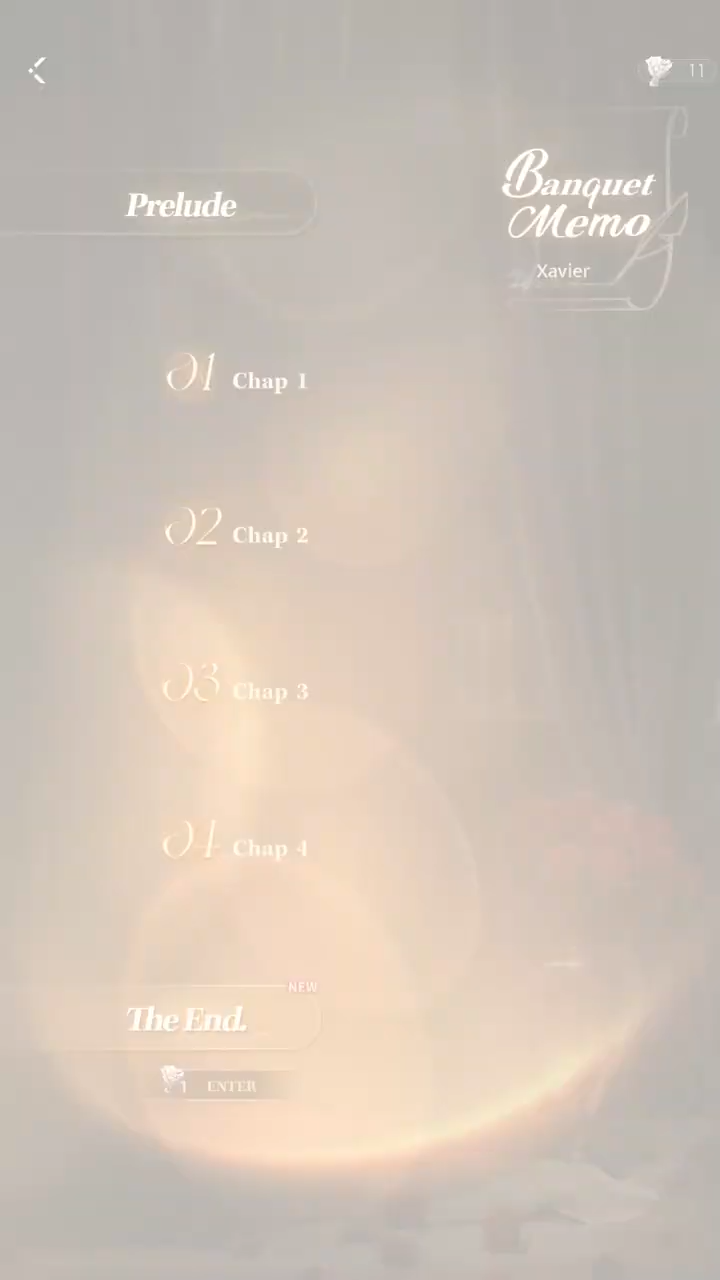 11
Prelude
Banquet
Memo
Xavier
01 Chap 1
02 Chap 2
03 Chap 3
04 Chap 4
NEW
The End.
1 ENTER